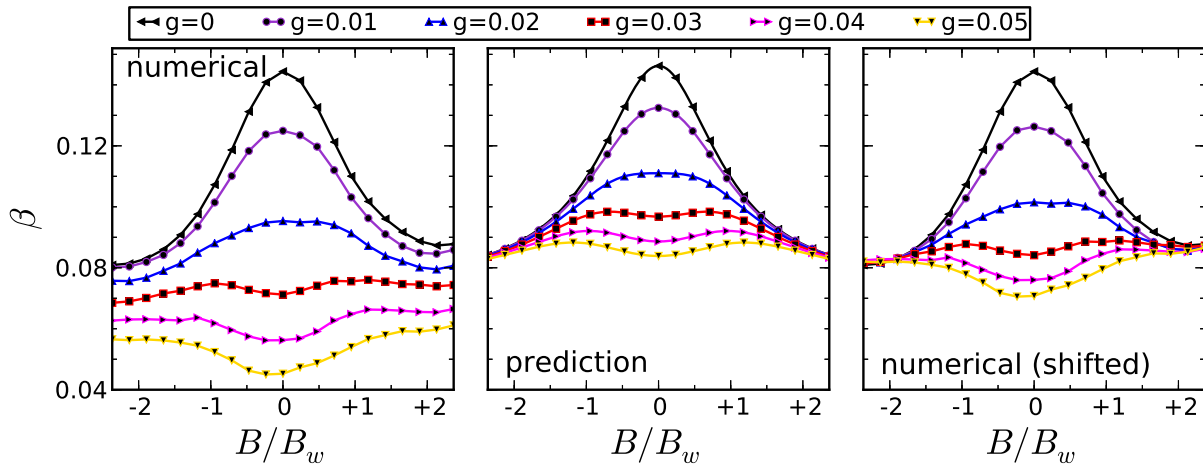 g=0 g=0.01 g=0.02 g=0.03 g=0.04 g=0.05
numerical
prediction
numerical (shifted)
β
0.12
0.08
0.04
-2 -1 0 +1 +2 -2 -1 0 +1 +2 -2 -1 0 +1 +2
B/B_w B/B_w B/B_w